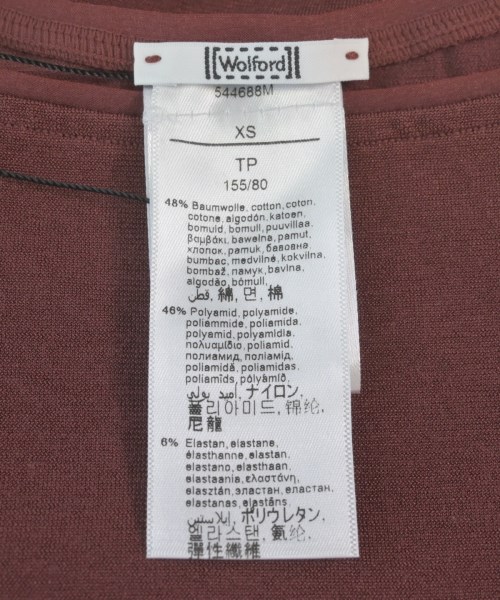 [Wolford]
544688M
XS
TP
155/80
48% Baumwolle, cotton, coton,
cotone, algodón, katoen,
bomuld, bomull, puuvillaa,
βαμβάκι, bawełna, pamut,
хлопок, pamuk, бавовна,
bumbac, medvilnė, kokvilna,
bombaž, памук, bavlna,
algodão, bómull,
قطن, 綿, 면, 棉
46% Polyamid, polyamide,
poliammide, poliamida,
polyamid, polyamidia,
πολυαμίδιο, poliamid,
полиамид, поліамід,
poliamidă, poliamidas,
poliamīds, pólýamíð,
اميد بولي, ナイロン,
폴리아미드, 锦纶,
尼龍
6% Elastan, elastane,
élasthanne, elastan,
elastano, elasthaan,
elastaania, ελαστάνη,
elasztán, эластан, еластан,
elastanas, elastāns,
إيلاستين, ポリウレタン,
엘라스탄, 氨纶,
彈性纖維